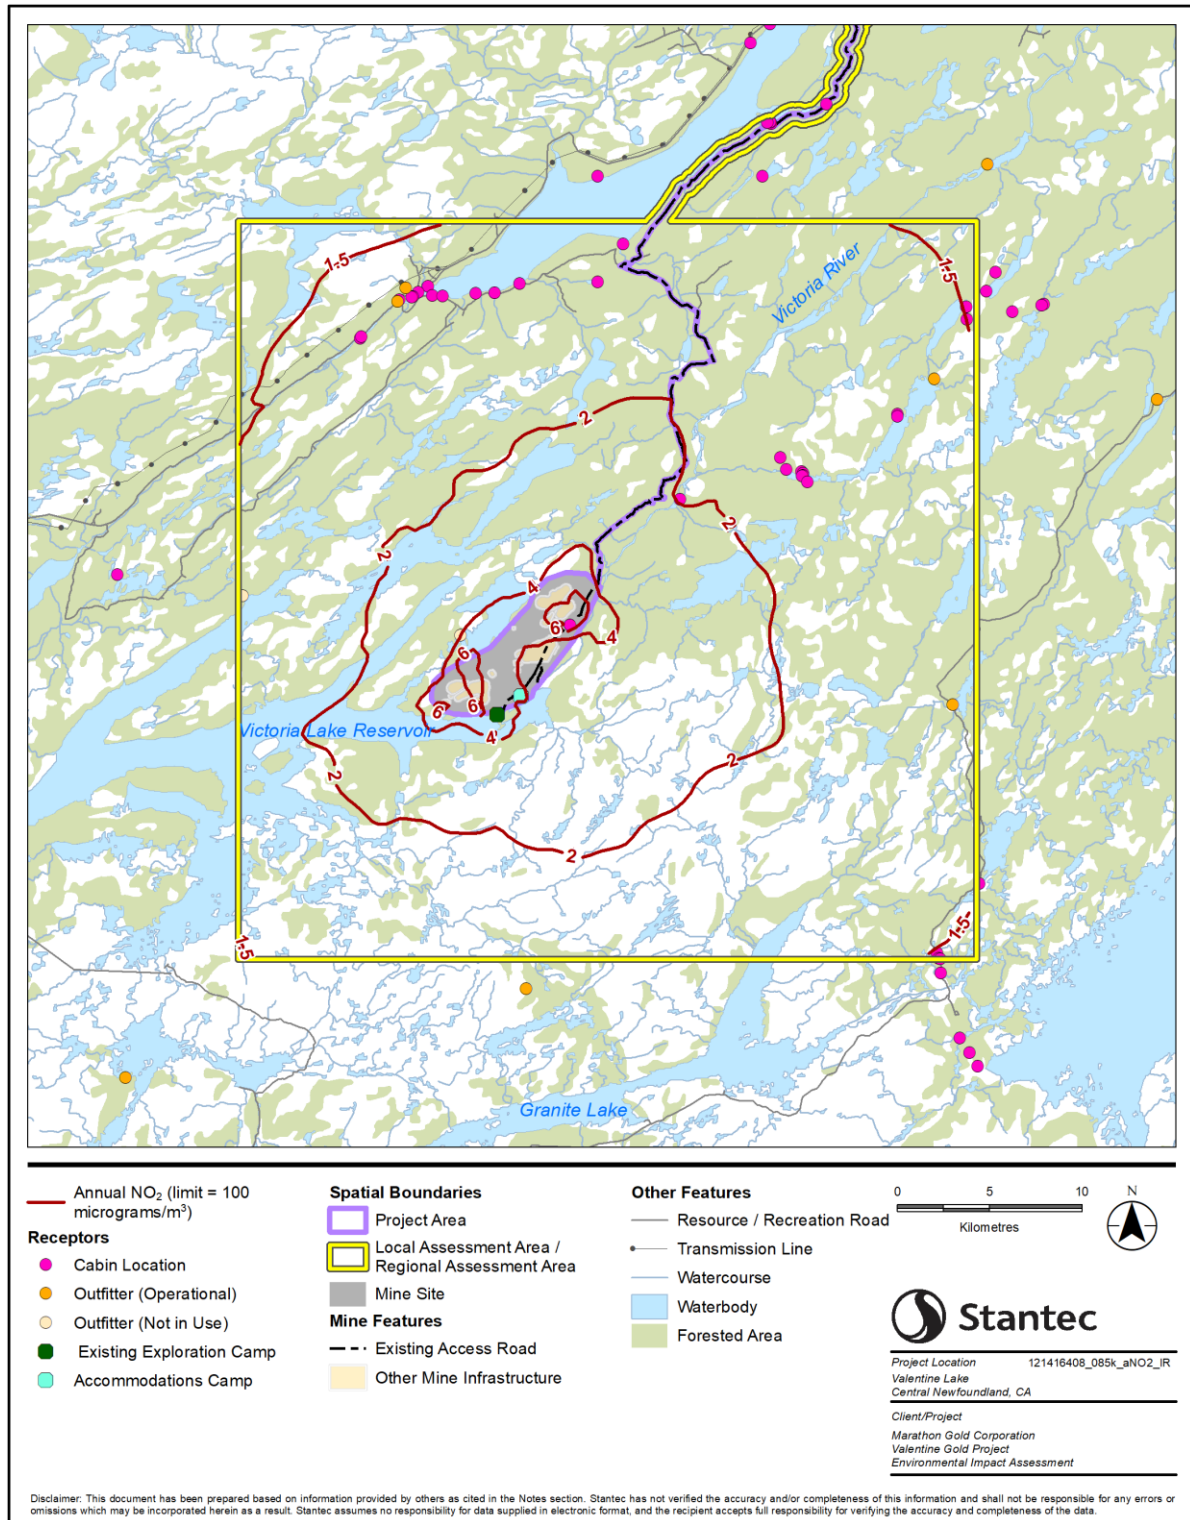 1.5
1.5
Victoria River
2
2
2
4
6
4
6
6
6
4
Victoria Lake Reservoir
2
2
2
1.5
1.5
Granite Lake
Annual NO₂ (limit = 100
micrograms/m³)
Receptors
Cabin Location
Outfitter (Operational)
Outfitter (Not in Use)
Existing Exploration Camp
Accommodations Camp
Spatial Boundaries
Project Area
Local Assessment Area /
Regional Assessment Area
Mine Site
Mine Features
Existing Access Road
Other Mine Infrastructure
Other Features
Resource / Recreation Road
Transmission Line
Watercourse
Waterbody
Forested Area
0 5 10
Kilometres
N
Stantec
Project Location 121416408_085k_aNO2_IR
Valentine Lake
Central Newfoundland, CA
Client/Project
Marathon Gold Corporation
Valentine Gold Project
Environmental Impact Assessment
Disclaimer: This document has been prepared based on information provided by others as cited in the Notes section. Stantec has not verified the accuracy and/or completeness of this information and shall not be responsible for any errors or
omissions which may be incorporated herein as a result. Stantec assumes no responsibility for data supplied in electronic format, and the recipient accepts full responsibility for verifying the accuracy and completeness of the data.